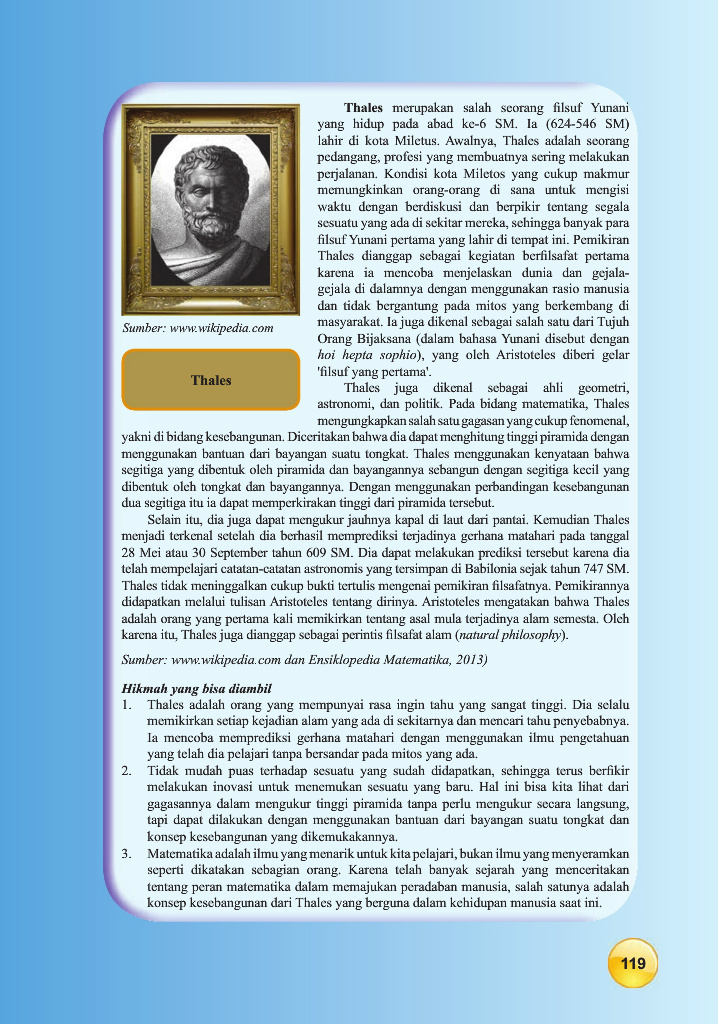 Thales merupakan salah seorang filsuf Yunani
yang hidup pada abad ke-6 SM. Ia (624-546 SM)
lahir di kota Miletus. Awalnya, Thales adalah seorang
pedangang, profesi yang membuatnya sering melakukan
perjalanan. Kondisi kota Miletos yang cukup makmur
memungkinkan orang-orang di sana untuk mengisi
waktu dengan berdiskusi dan berpikir tentang segala
sesuatu yang ada di sekitar mereka, sehingga banyak para
filsuf Yunani pertama yang lahir di tempat ini. Pemikiran
Thales dianggap sebagai kegiatan berfilsafat pertama
karena ia mencoba menjelaskan dunia dan gejala-
gejala di dalamnya dengan menggunakan rasio manusia
dan tidak bergantung pada mitos yang berkembang di
masyarakat. Ia juga dikenal sebagai salah satu dari Tujuh
Orang Bijaksana (dalam bahasa Yunani disebut dengan
hoi hepta sophio), yang oleh Aristoteles diberi gelar
'filsuf yang pertama'.
Sumber: www.wikipedia.com
Thales
Thales juga dikenal sebagai ahli geometri,
astronomi, dan politik. Pada bidang matematika, Thales
mengungkapkan salah satu gagasan yang cukup fenomenal,
yakni di bidang kesebangunan. Diceritakan bahwa dia dapat menghitung tinggi piramida dengan
menggunakan bantuan dari bayangan suatu tongkat. Thales menggunakan kenyataan bahwa
segitiga yang dibentuk oleh piramida dan bayangannya sebangun dengan segitiga kecil yang
dibentuk oleh tongkat dan bayangannya. Dengan menggunakan perbandingan kesebangunan
dua segitiga itu ia dapat memperkirakan tinggi dari piramida tersebut.
Selain itu, dia juga dapat mengukur jauhnya kapal di laut dari pantai. Kemudian Thales
menjadi terkenal setelah dia berhasil memprediksi terjadinya gerhana matahari pada tanggal
28 Mei atau 30 September tahun 609 SM. Dia dapat melakukan prediksi tersebut karena dia
telah mempelajari catatan-catatan astronomis yang tersimpan di Babilonia sejak tahun 747 SM.
Thales tidak meninggalkan cukup bukti tertulis mengenai pemikiran filsafatnya. Pemikirannya
didapatkan melalui tulisan Aristoteles tentang dirinya. Aristoteles mengatakan bahwa Thales
adalah orang yang pertama kali memikirkan tentang asal mula terjadinya alam semesta. Oleh
karena itu, Thales juga dianggap sebagai perintis filsafat alam (natural philosophy).
Sumber: www.wikipedia.com dan Ensiklopedia Matematika, 2013)
Hikmah yang bisa diambil
1. Thales adalah orang yang mempunyai rasa ingin tahu yang sangat tinggi. Dia selalu
memikirkan setiap kejadian alam yang ada di sekitarnya dan mencari tahu penyebabnya.
Ia mencoba memprediksi gerhana matahari dengan menggunakan ilmu pengetahuan
yang telah dia pelajari tanpa bersandar pada mitos yang ada.
2. Tidak mudah puas terhadap sesuatu yang sudah didapatkan, sehingga terus berfikir
melakukan inovasi untuk menemukan sesuatu yang baru. Hal ini bisa kita lihat dari
gagasannya dalam mengukur tinggi piramida tanpa perlu mengukur secara langsung,
tapi dapat dilakukan dengan menggunakan bantuan dari bayangan suatu tongkat dan
konsep kesebangunan yang dikemukakannya.
3. Matematika adalah ilmu yang menarik untuk kita pelajari, bukan ilmu yang menyeramkan
seperti dikatakan sebagian orang. Karena telah banyak sejarah yang menceritakan
tentang peran matematika dalam memajukan peradaban manusia, salah satunya adalah
konsep kesebangunan dari Thales yang berguna dalam kehidupan manusia saat ini.
119